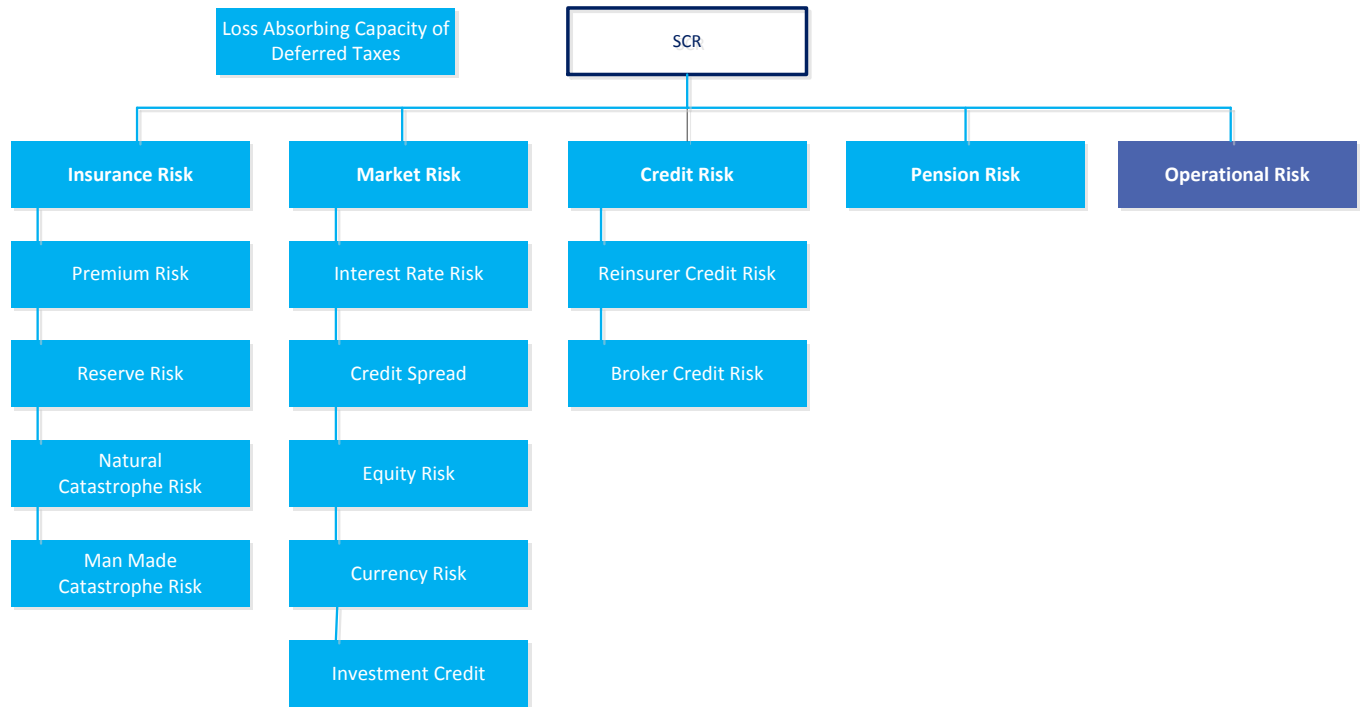 Loss Absorbing Capacity of
Deferred Taxes
SCR
Insurance Risk
Market Risk
Credit Risk
Pension Risk
Operational Risk
Premium Risk
Interest Rate Risk
Reinsurer Credit Risk
Reserve Risk
Credit Spread
Broker Credit Risk
Natural
Catastrophe Risk
Equity Risk
Man Made
Catastrophe Risk
Currency Risk
Investment Credit